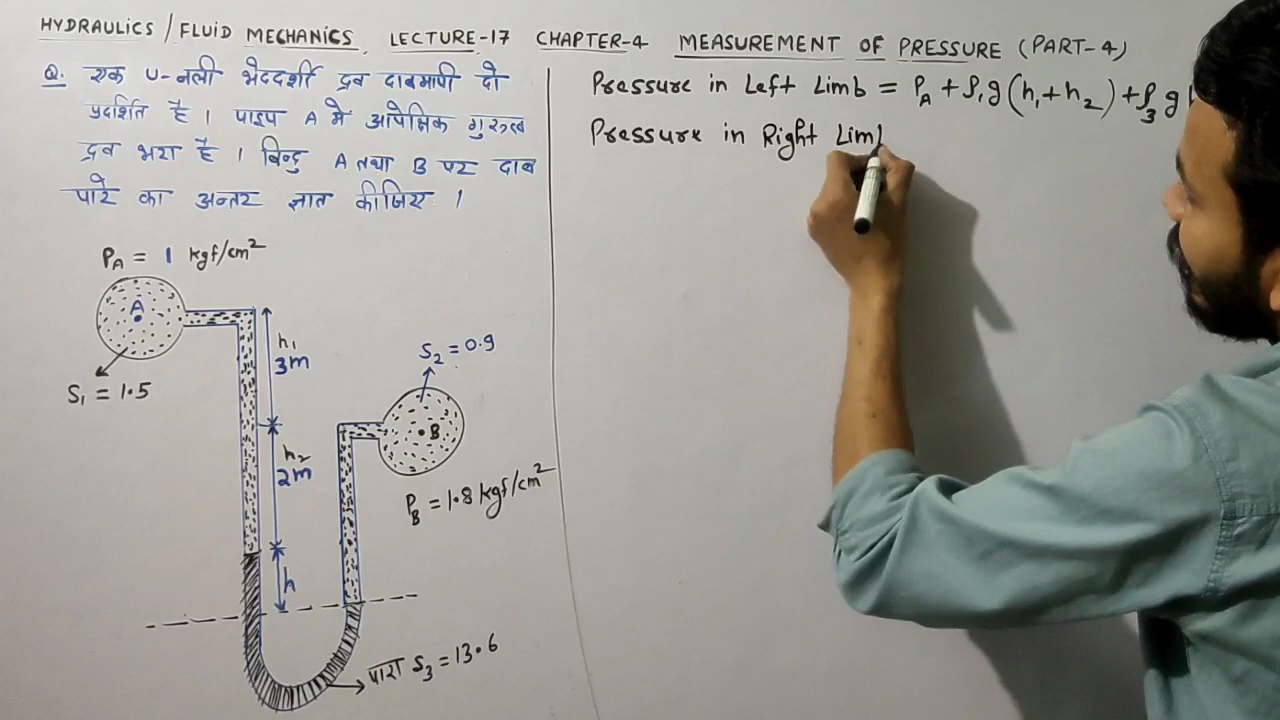 HYDRAULICS / FLUID MECHANICS, LECTURE-17 CHAPTER-4 MEASUREMENT OF PRESSURE (PART-4)
Q. एक U-नली भेददर्शी द्रव दाबमापी दो
प्रदर्शित है । पाइप A में आपेक्षिक गुरुत्व
द्रव भरा है । बिन्दु A तथा B पर दाब
पारे का अन्तर ज्ञात कीजिए ।
Pressure in Left Limb = P_A + ρ₁g(h₁+h₂)+ρ₃g
Pressure in Right Lim
P_A = 1 kgf/cm²
A
S₁ = 1.5
h₁
3m
h₂
2m
h
S₂ = 0.9
B
P_B = 1.8 kgf/cm²
पारा S₃ = 13.6